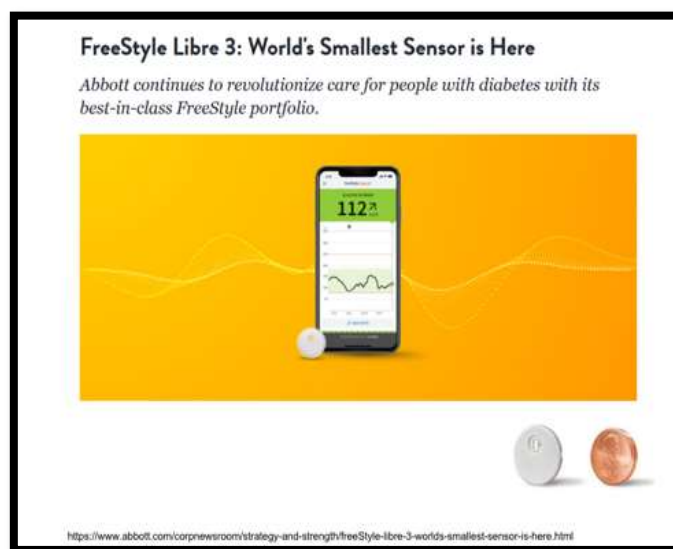 FreeStyle Libre 3: World's Smallest Sensor is Here
Abbott continues to revolutionize care for people with diabetes with its
best-in-class FreeStyle portfolio.
112
https://www.abbott.com/corpnewsroom/strategy-and-strength/freeStyle-libre-3-worlds-smallest-sensor-is-here.html